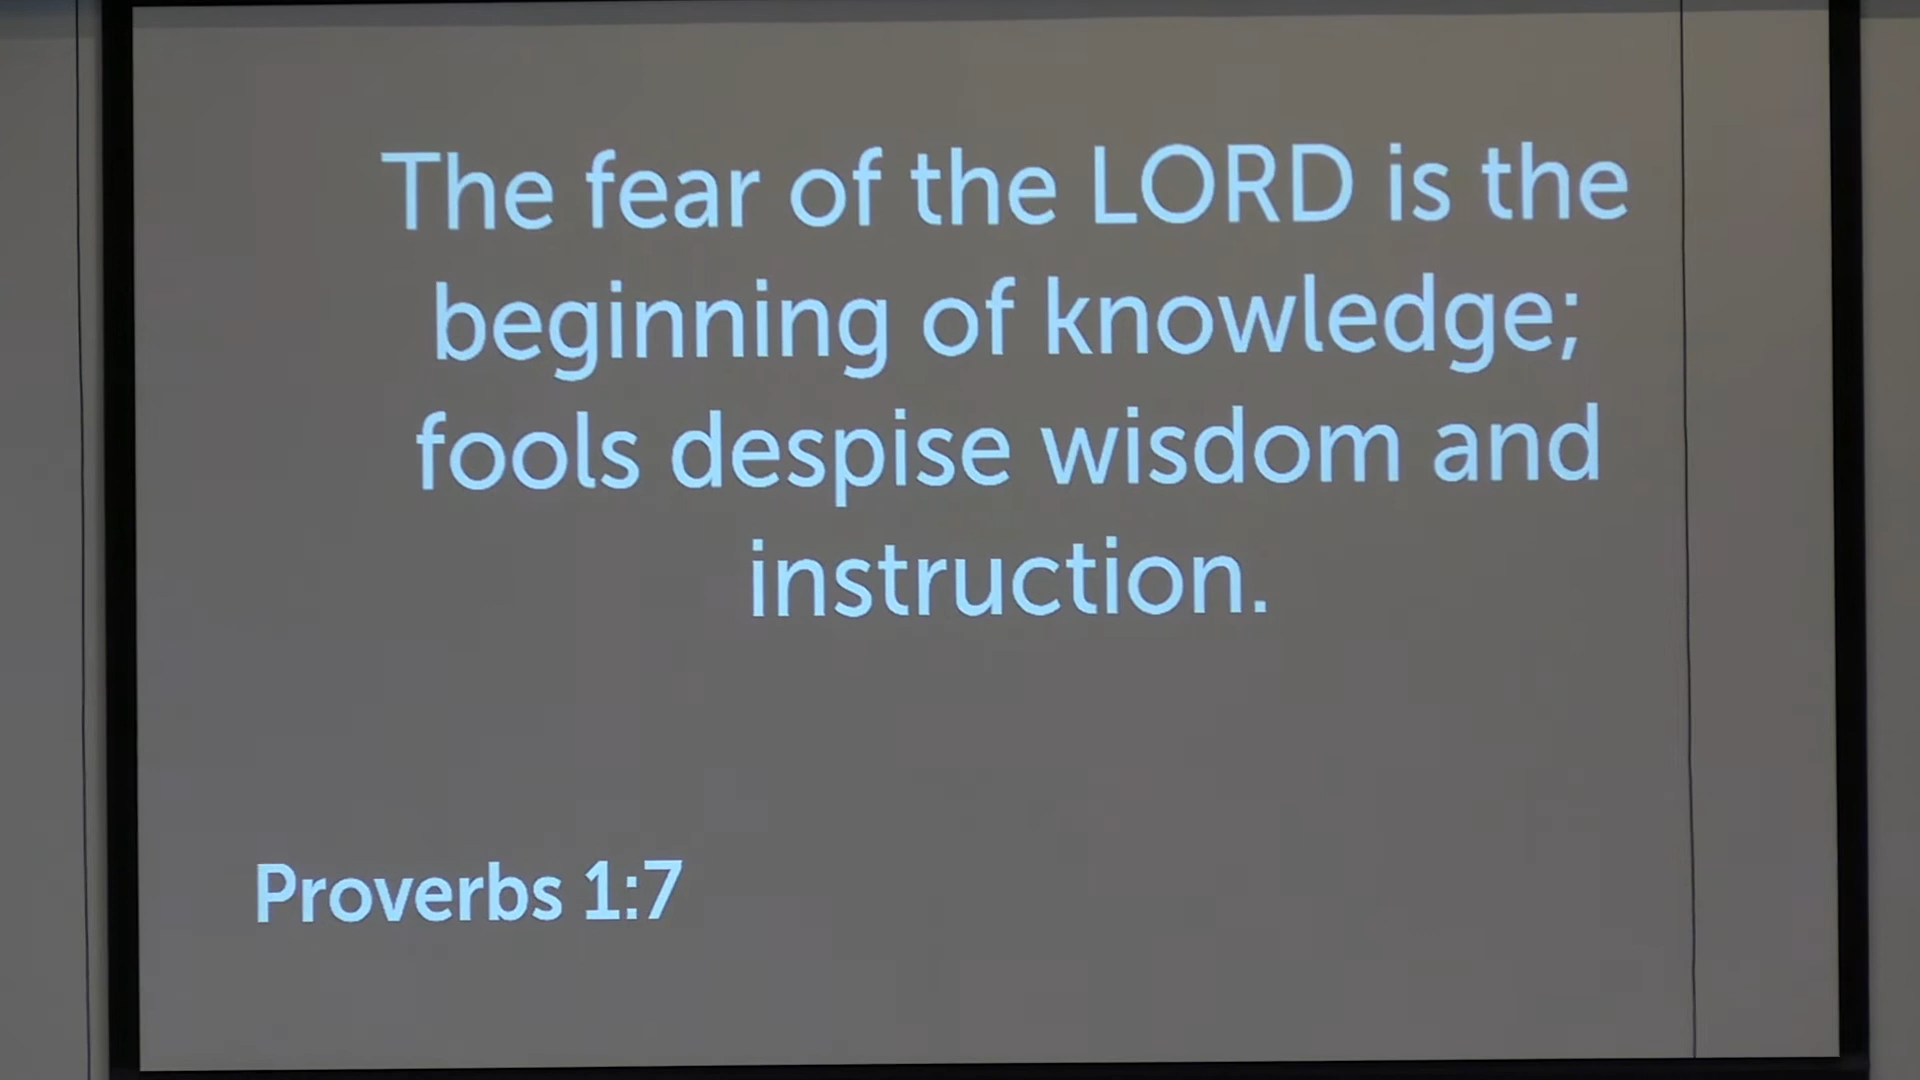 The fear of the LORD is the
beginning of knowledge;
fools despise wisdom and
instruction.
Proverbs 1:7